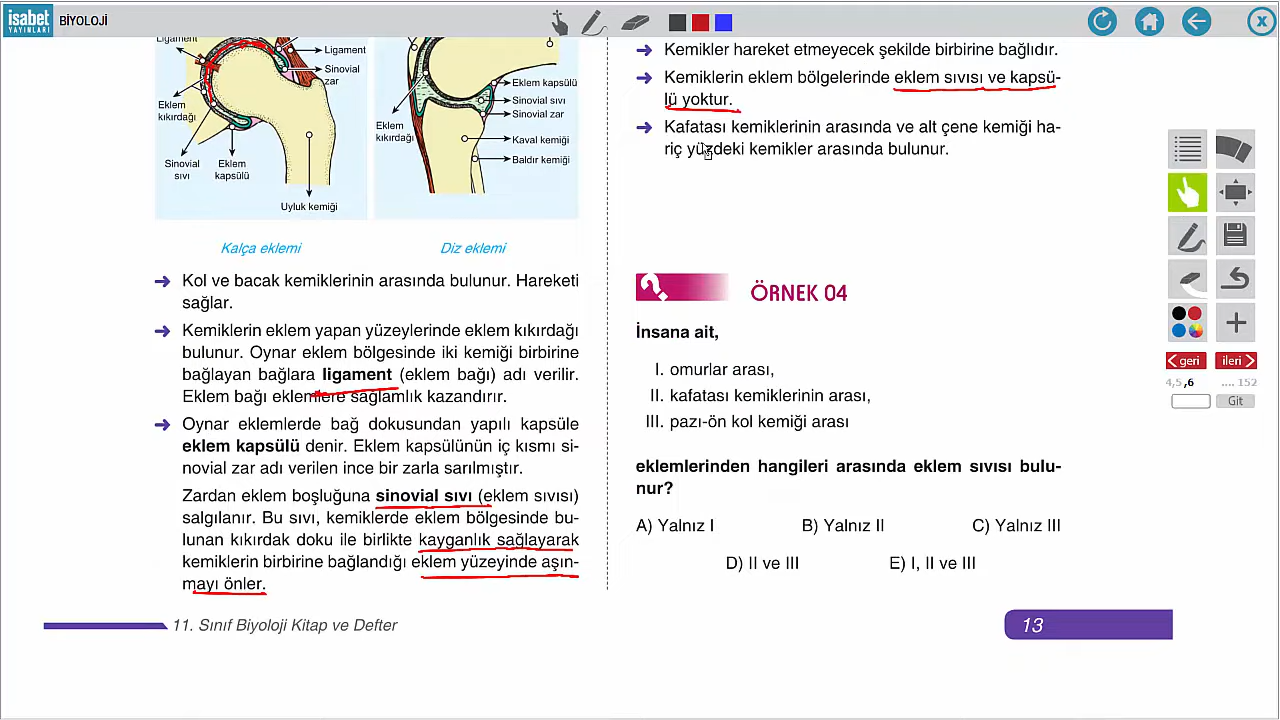 isabet
YAYINLARI
BİYOLOJİ
Ligament
Ligament
Sinovial
zar
Eklem
kıkırdağı
Sinovial
sıvı
Eklem
kapsülü
Uyluk kemiği
Eklem kapsülü
Sinovial sıvı
Sinovial zar
Eklem
kıkırdağı
Kaval kemiği
Baldır kemiği
Kalça eklemi
Diz eklemi
Kol ve bacak kemiklerinin arasında bulunur. Hareketi
sağlar.
Kemiklerin eklem yapan yüzeylerinde eklem kıkırdağı
bulunur. Oynar eklem bölgesinde iki kemiği birbirine
bağlayan bağlara ligament (eklem bağı) adı verilir.
Eklem bağı eklemlere sağlamlık kazandırır.
Oynar eklemlerde bağ dokusundan yapılı kapsüle
eklem kapsülü denir. Eklem kapsülünün iç kısmı si-
novial zar adı verilen ince bir zarla sarılmıştır.
Zardan eklem boşluğuna sinovial sıvı (eklem sıvısı)
salgılanır. Bu sıvı, kemiklerde eklem bölgesinde bu-
lunan kıkırdak doku ile birlikte kayganlık sağlayarak
kemiklerin birbirine bağlandığı eklem yüzeyinde aşın-
mayı önler.
11. Sınıf Biyoloji Kitap ve Defter
Kemikler hareket etmeyecek şekilde birbirine bağlıdır.
Kemiklerin eklem bölgelerinde eklem sıvısı ve kapsü-
lü yoktur.
Kafatası kemiklerinin arasında ve alt çene kemiği ha-
riç yüzdeki kemikler arasında bulunur.
ÖRNEK 04
İnsana ait,
I. omurlar arası,
II. kafatası kemiklerinin arası,
III. pazı-ön kol kemiği arası
eklemlerinden hangileri arasında eklem sıvısı bulu-
nur?
A) Yalnız I B) Yalnız II C) Yalnız III
D) II ve III E) I, II ve III
13
geri ileri
4,5,6 .... 152
Git